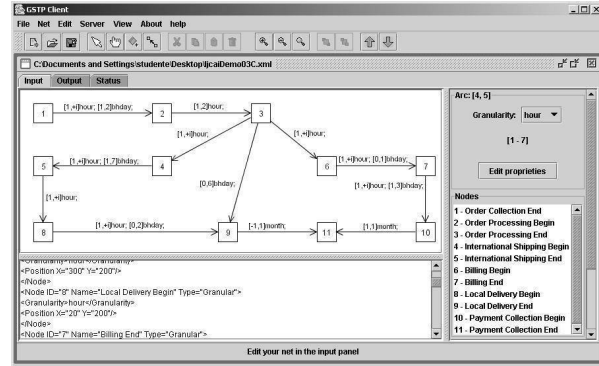 GSTP Client
File Net Edit Server View About help
C:\Documents and Settings\studente\Desktop\IjcaiDemo03C.xml
Input Output Status
1
[1,+i]hour; [1,2]bhday;
2
[1,2]hour;
3
[1,+i]hour;
[1,+i]hour;
5
[1,+i]hour; [1,7]bhday;
4
6
[1,+i]hour; [0,1]bhday;
7
[0,6]bhday;
[1,+i]hour; [1,3]bhday;
[1,+i]hour;
8
[1,+i]hour; [0,2]bhday;
9
[-1,1]month;
11
[1,1]month;
10
<Granularity>hour</Granularity>
<Position X="300" Y="200"/>
</Node>
<Node ID="8" Name="Local Delivery Begin" Type="Granular">
<Granularity>hour</Granularity>
<Position X="20" Y="200"/>
</Node>
<Node ID="7" Name="Billing End" Type="Granular">
Arc: [4, 5]
Granularity: hour
[1 - 7]
Edit proprieties
Nodes
1 - Order Collection End
2 - Order Processing Begin
3 - Order Processing End
4 - International Shipping Begin
5 - International Shipping End
6 - Billing Begin
7 - Billing End
8 - Local Delivery Begin
9 - Local Delivery End
10 - Payment Collection Begin
11 - Payment Collection End
Edit your net in the input panel